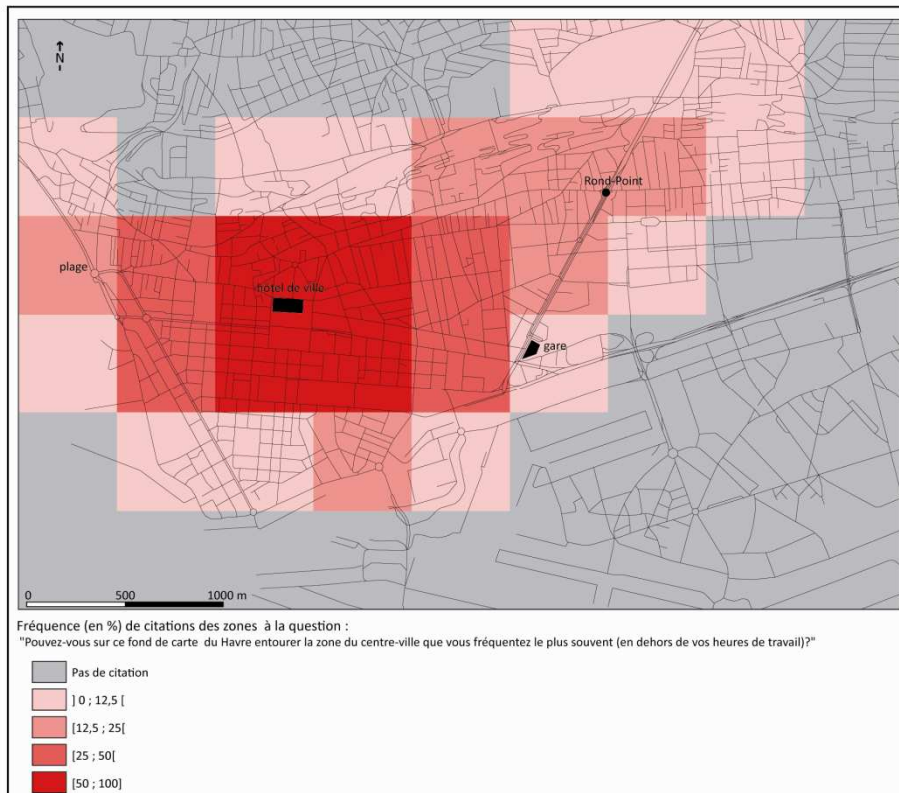 N
Rond-Point
plage
hotel de ville
gare
0 500 1000 m
Fréquence (en %) de citations des zones à la question :
"Pouvez-vous sur ce fond de carte du Havre entourer la zone du centre-ville que vous fréquentez le plus souvent (en dehors de vos heures de travail)?"
Pas de citation
] 0 ; 12,5 [
[12,5 ; 25[
[25 ; 50[
[50 ; 100]